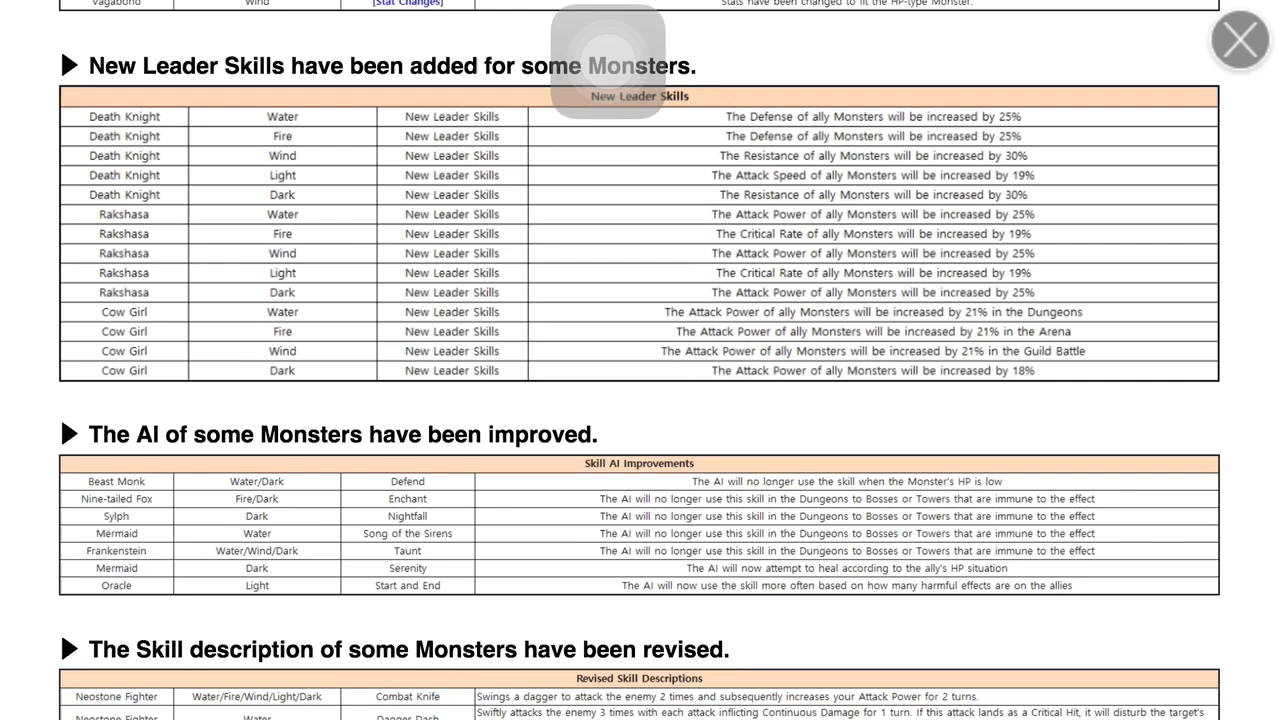 Vagabond Wind [Stat Changes] Stats have been changed to fit the HP-type Monster.
▶ New Leader Skills have been added for some Monsters.
New Leader Skills
Death Knight Water New Leader Skills The Defense of ally Monsters will be increased by 25%
Death Knight Fire New Leader Skills The Defense of ally Monsters will be increased by 25%
Death Knight Wind New Leader Skills The Resistance of ally Monsters will be increased by 30%
Death Knight Light New Leader Skills The Attack Speed of ally Monsters will be increased by 19%
Death Knight Dark New Leader Skills The Resistance of ally Monsters will be increased by 30%
Rakshasa Water New Leader Skills The Attack Power of ally Monsters will be increased by 25%
Rakshasa Fire New Leader Skills The Critical Rate of ally Monsters will be increased by 19%
Rakshasa Wind New Leader Skills The Attack Power of ally Monsters will be increased by 25%
Rakshasa Light New Leader Skills The Critical Rate of ally Monsters will be increased by 19%
Rakshasa Dark New Leader Skills The Attack Power of ally Monsters will be increased by 25%
Cow Girl Water New Leader Skills The Attack Power of ally Monsters will be increased by 21% in the Dungeons
Cow Girl Fire New Leader Skills The Attack Power of ally Monsters will be increased by 21% in the Arena
Cow Girl Wind New Leader Skills The Attack Power of ally Monsters will be increased by 21% in the Guild Battle
Cow Girl Dark New Leader Skills The Attack Power of ally Monsters will be increased by 18%
▶ The AI of some Monsters have been improved.
Skill AI Improvements
Beast Monk Water/Dark Defend The AI will no longer use the skill when the Monster's HP is low
Nine-tailed Fox Fire/Dark Enchant The AI will no longer use this skill in the Dungeons to Bosses or Towers that are immune to the effect
Sylph Dark Nightfall The AI will no longer use this skill in the Dungeons to Bosses or Towers that are immune to the effect
Mermaid Water Song of the Sirens The AI will no longer use this skill in the Dungeons to Bosses or Towers that are immune to the effect
Frankenstein Water/Wind/Dark Taunt The AI will no longer use this skill in the Dungeons to Bosses or Towers that are immune to the effect
Mermaid Dark Serenity The AI will now attempt to heal according to the ally's HP situation
Oracle Light Start and End The AI will now use the skill more often based on how many harmful effects are on the allies
▶ The Skill description of some Monsters have been revised.
Revised Skill Descriptions
Neostone Fighter Water/Fire/Wind/Light/Dark Combat Knife Swings a dagger to attack the enemy 2 times and subsequently increases your Attack Power for 2 turns.
Neostone Fighter Water Dagger Dash Swiftly attacks the enemy 3 times with each attack inflicting Continuous Damage for 1 turn. If this attack lands as a Critical Hit, it will disturb the target's